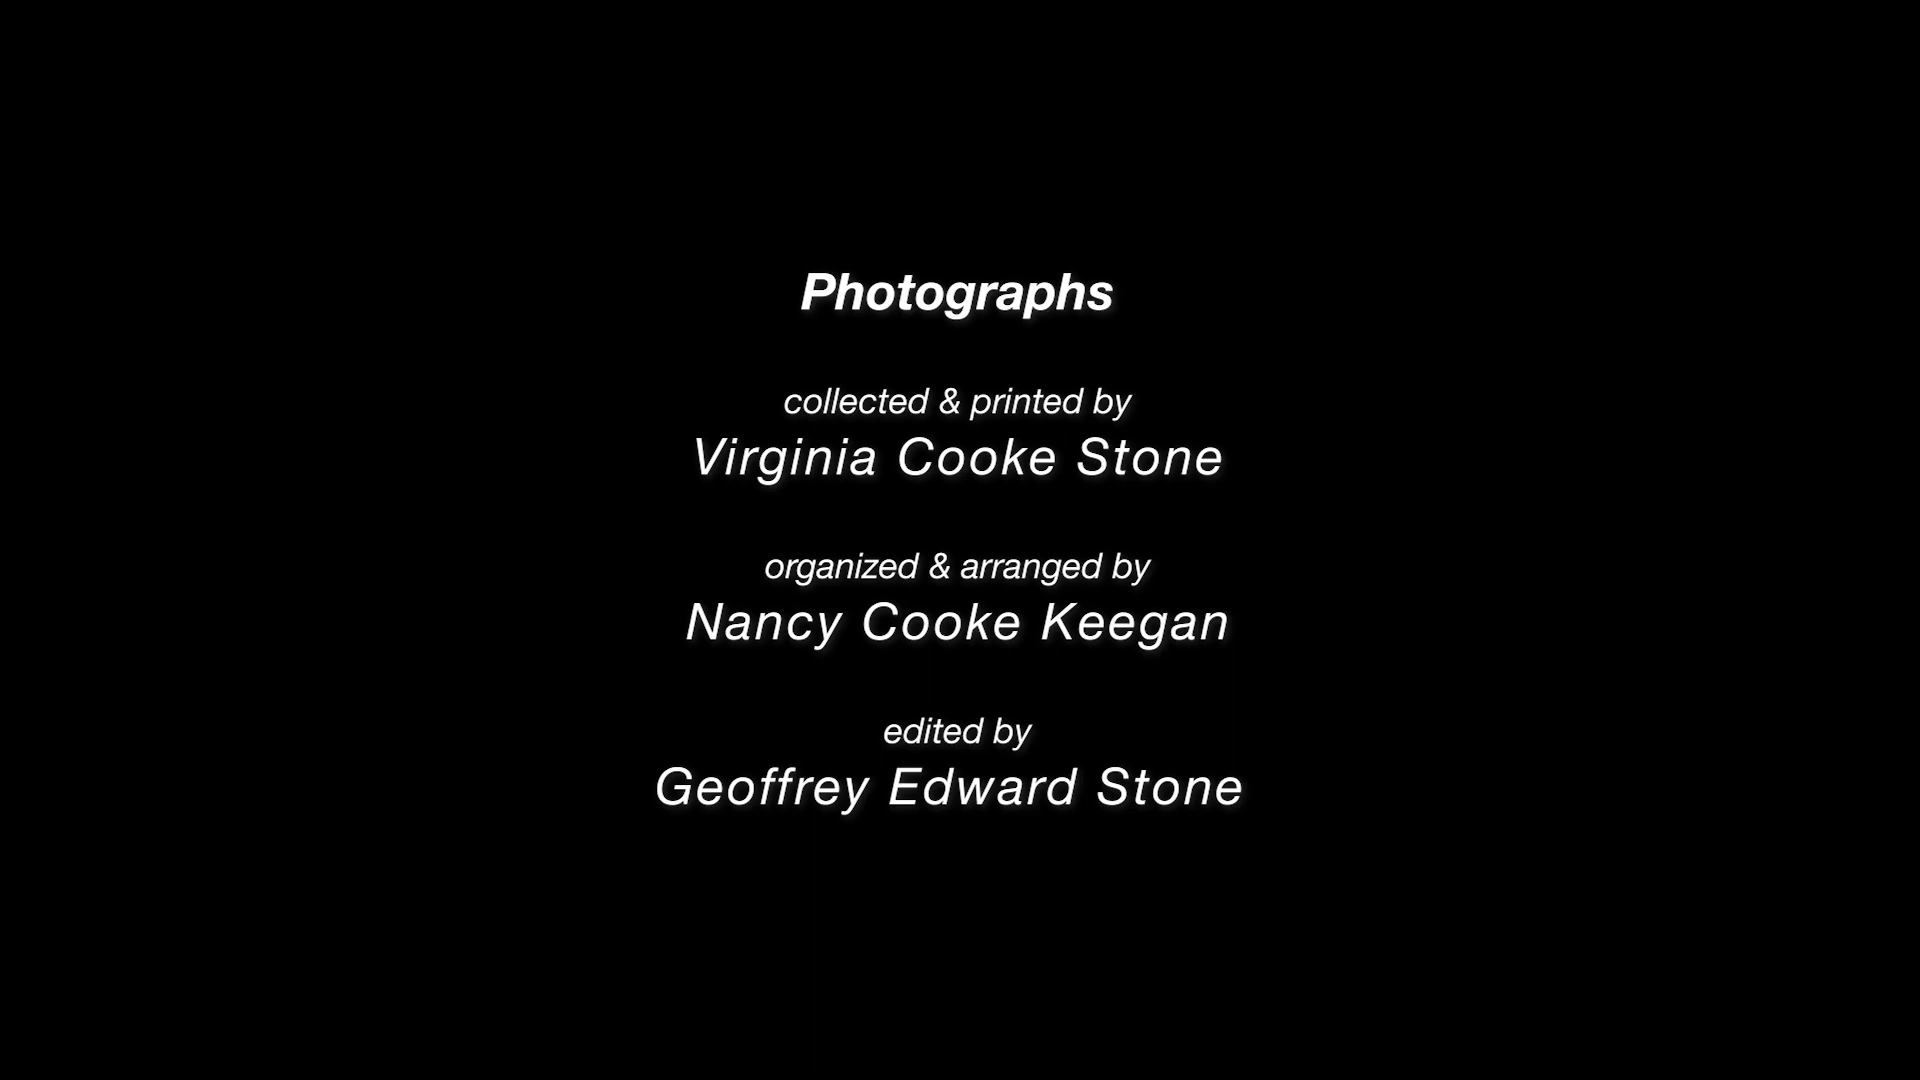 Photographs
collected & printed by
Virginia Cooke Stone
organized & arranged by
Nancy Cooke Keegan
edited by
Geoffrey Edward Stone